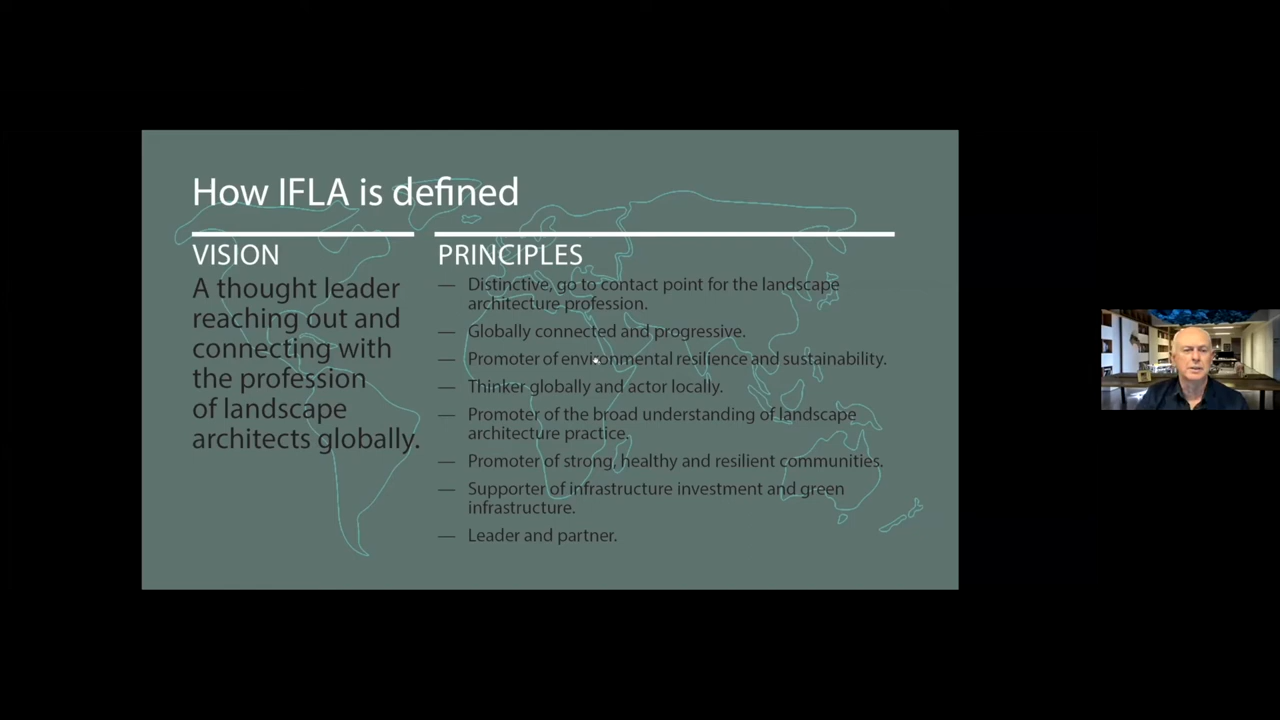 How IFLA is defined
VISION
A thought leader
reaching out and
connecting with
the profession
of landscape
architects globally.
PRINCIPLES
— Distinctive, go to contact point for the landscape
architecture profession.
— Globally connected and progressive.
— Promoter of environmental resilience and sustainability.
— Thinker globally and actor locally.
— Promoter of the broad understanding of landscape
architecture practice.
— Promoter of strong, healthy and resilient communities.
— Supporter of infrastructure investment and green
infrastructure.
— Leader and partner.